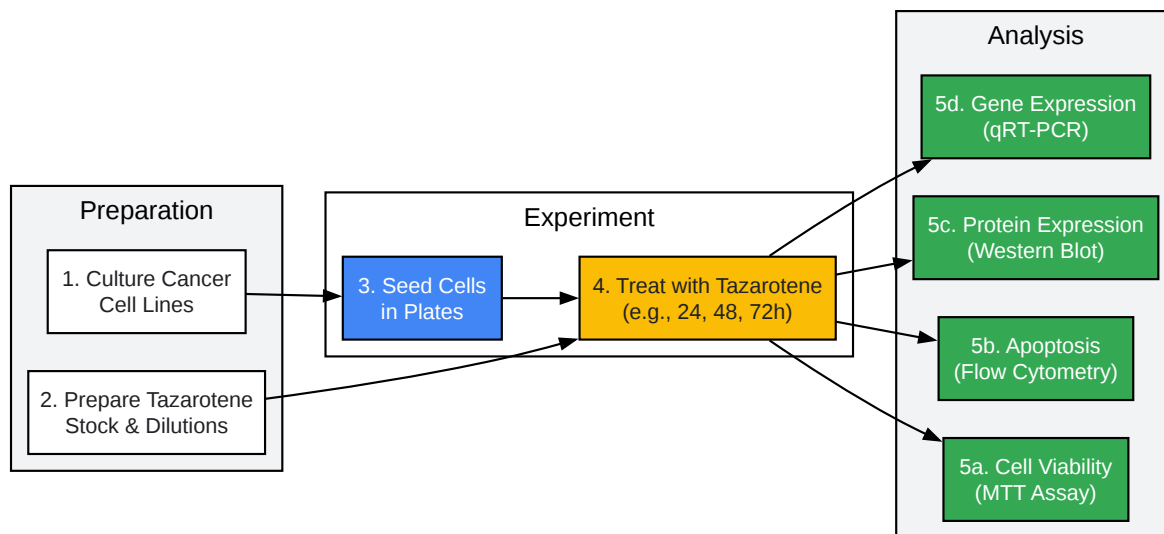 Preparation
1. Culture Cancer
Cell Lines
2. Prepare Tazarotene
Stock & Dilutions
Experiment
3. Seed Cells
in Plates
4. Treat with Tazarotene
(e.g., 24, 48, 72h)
Analysis
5d. Gene Expression
(qRT-PCR)
5c. Protein Expression
(Western Blot)
5b. Apoptosis
(Flow Cytometry)
5a. Cell Viability
(MTT Assay)